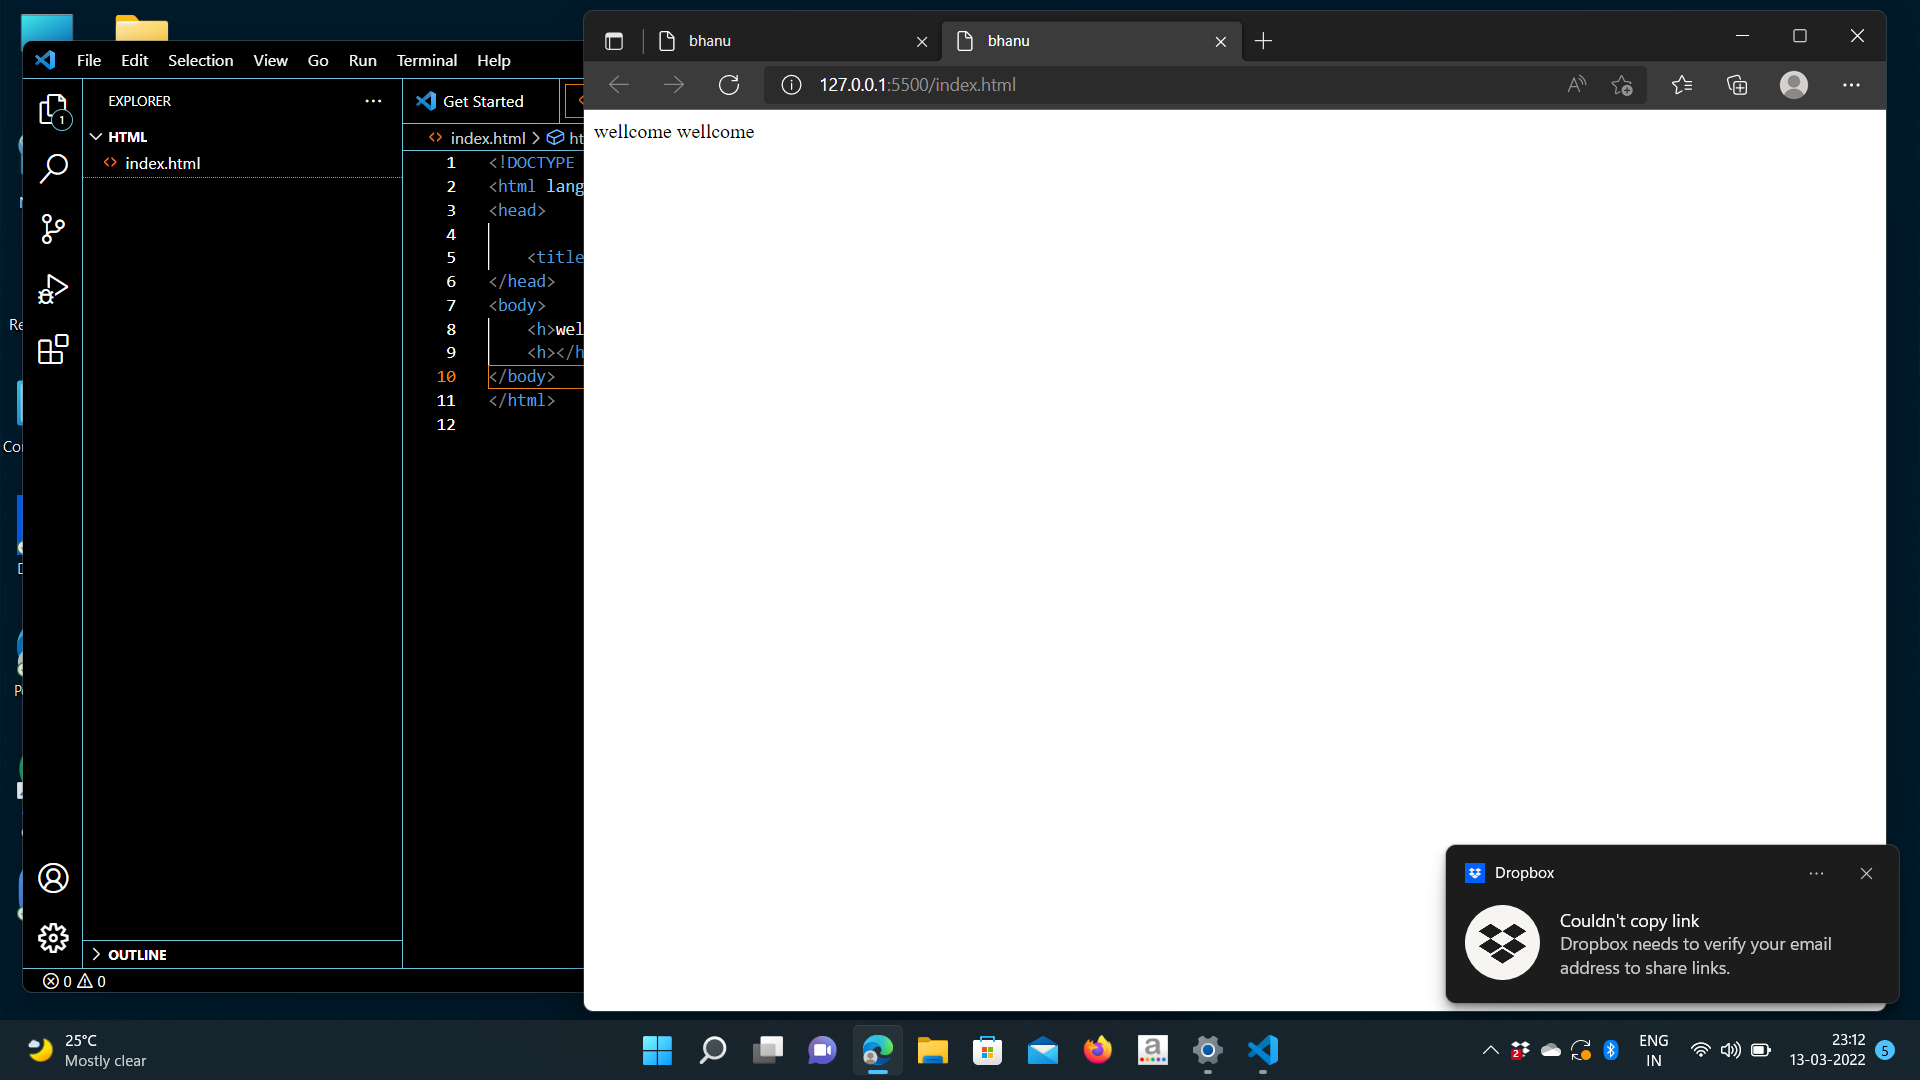 File Edit Selection View Go Run Terminal Help
EXPLORER
1
HTML
index.html
OUTLINE
0 0
Get Started
index.html
1 <!DOCTYPE
2 <html lang
3 <head>
4
5 <title
6 </head>
7 <body>
8 <h>wel
9 <h></h
10 </body>
11 </html>
12
bhanu
bhanu
127.0.0.1:5500/index.html
wellcome wellcome
Dropbox
Couldn't copy link
Dropbox needs to verify your email
address to share links.
25°C
Mostly clear
a
2
ENG
IN
23:12
13-03-2022
5